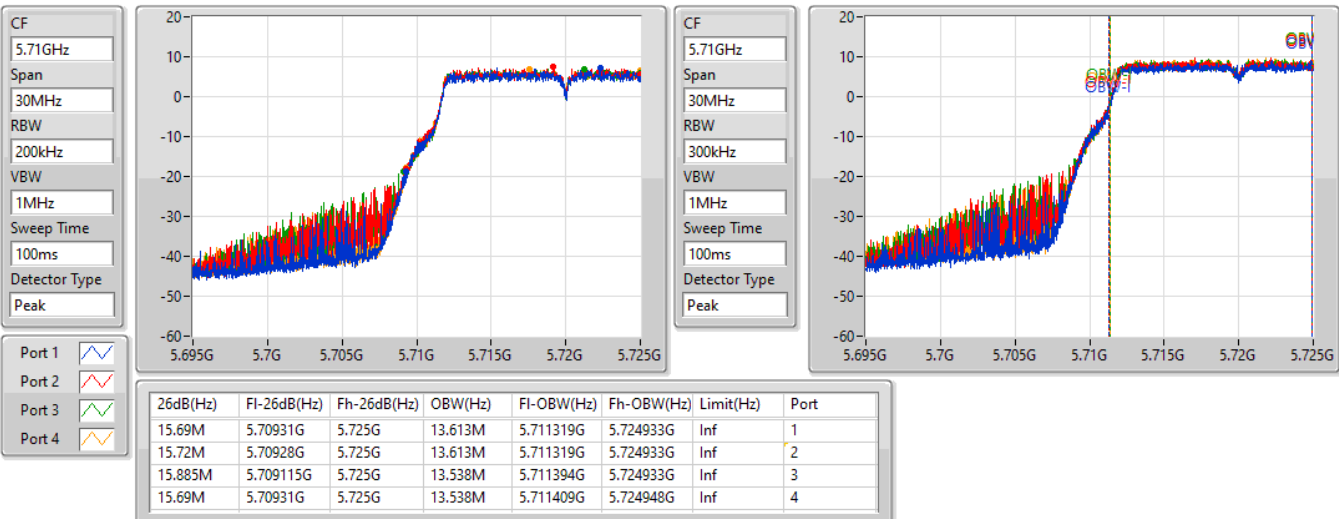 CF
5.71GHz
Span
30MHz
RBW
200kHz
VBW
1MHz
Sweep Time
100ms
Detector Type
Peak
20
10
0
-10
-20
-30
-40
-50
-60
5.695G 5.7G 5.705G 5.71G 5.715G 5.72G 5.725G
CF
5.71GHz
Span
30MHz
RBW
300kHz
VBW
1MHz
Sweep Time
100ms
Detector Type
Peak
20
10
0
-10
-20
-30
-40
-50
-60
OBW-l
OBW
5.695G 5.7G 5.705G 5.71G 5.715G 5.72G 5.725G
Port 1
Port 2
Port 3
Port 4
26dB(Hz) Fl-26dB(Hz) Fh-26dB(Hz) OBW(Hz) Fl-OBW(Hz) Fh-OBW(Hz) Limit(Hz) Port
15.69M 5.70931G 5.725G 13.613M 5.711319G 5.724933G Inf 1
15.72M 5.70928G 5.725G 13.613M 5.711319G 5.724933G Inf 2
15.885M 5.709115G 5.725G 13.538M 5.711394G 5.724933G Inf 3
15.69M 5.70931G 5.725G 13.538M 5.711409G 5.724948G Inf 4